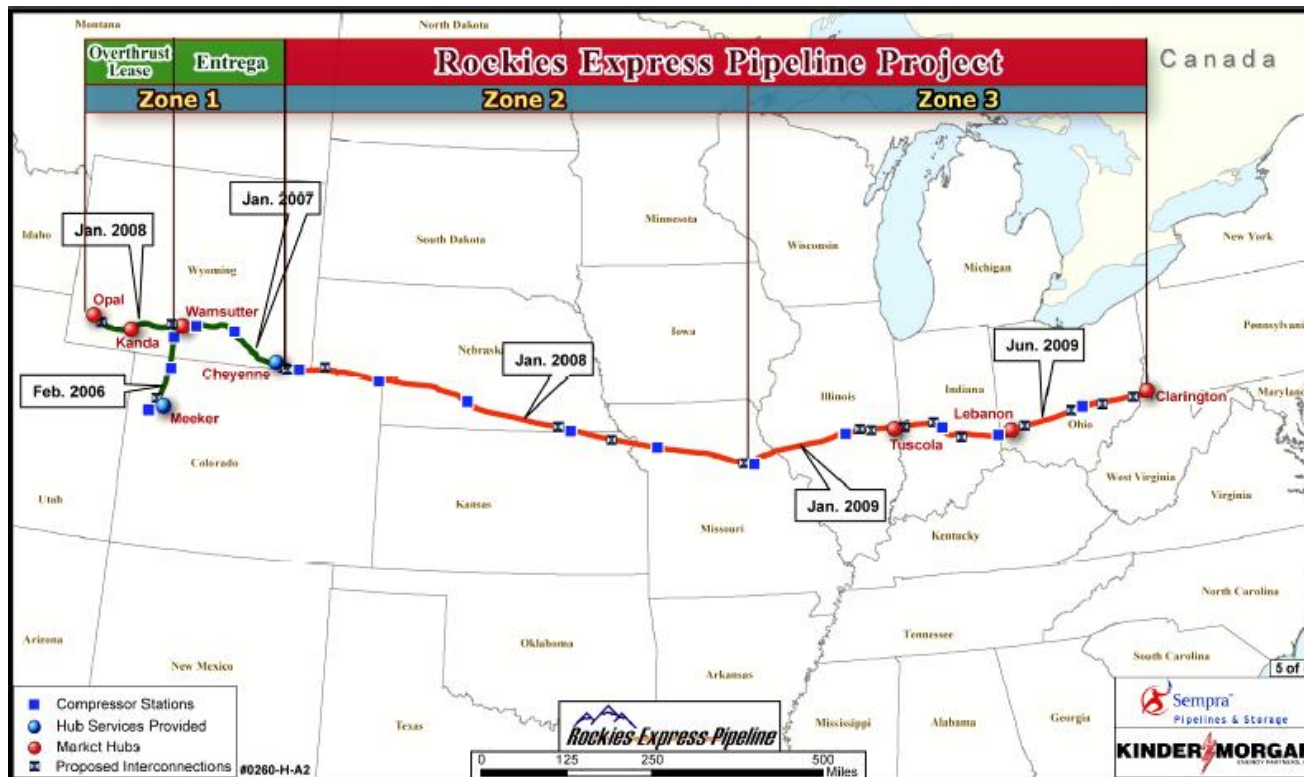 Montana
North Dakota
Overthrust
Lease
Entrega
Rockies Express Pipeline Project
Canada
Zone 1
Zone 2
Zone 3
Jan. 2007
Minnesota
Idaho
Jan. 2008
South Dakota
Wisconsin
New York
Michigan
Wyoming
Opal
Wamsutter
Iowa
Pennsylvania
Kanda
Nebrask
Jan. 2008
Jun. 2009
Cheyenne
Feb. 2006
Illinois
Indiana
Clarington
Maryland
Meeker
Lebanon
Ohio
Tuscola
Colorado
West Virginia
Utah
Kansas
Jan. 2009
Virginia
Missouri
Kentucky
North Carolina
Arizona
Oklahoma
Tennessee
New Mexico
Arkansas
South Carolina
5 of
Compressor Stations
Hub Services Provided
Market Hubs
Proposed Interconnections
#0260-H-A2
Texas
Rockies Express Pipeline
0 125 250 500
Miles
Mississippi
Alabama
Georgia
Sempra™
Pipelines & Storage
KINDER MORGAN
ENERGY PARTNERS, L